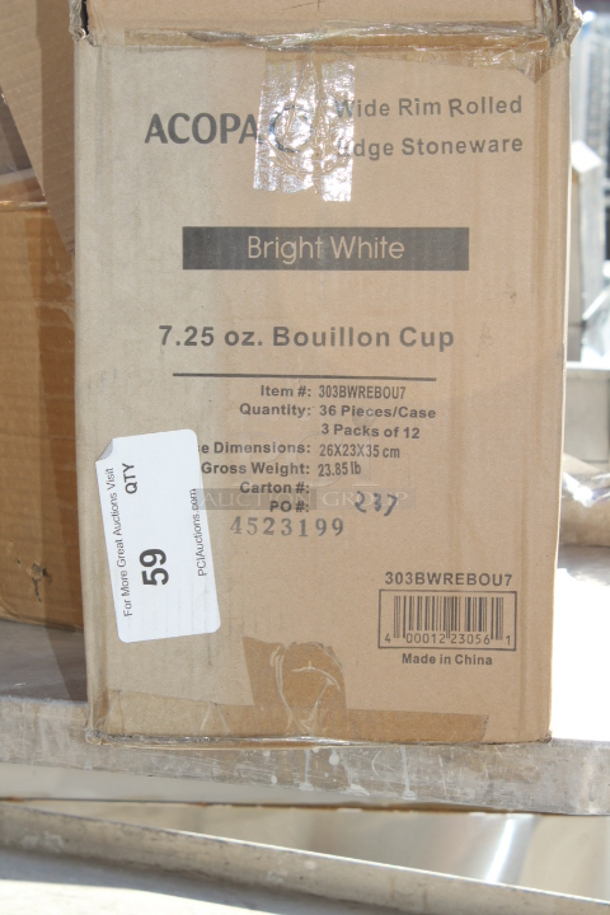 ACOPA
Wide Rim Rolled
Edge Stoneware
Bright White
7.25 oz. Bouillon Cup
Item #: 303BWREBOU7
Quantity: 36 Pieces/Case
3 Packs of 12
Dimensions: 26X23X35 cm
Gross Weight: 23.85 lb
Carton #:
PO #:
4523199
AUCTION GROUP
For More Great Auctions Visit
QTY
59
PCIAuctions.com
303BWREBOU7
4 00012 23056 1
Made in China